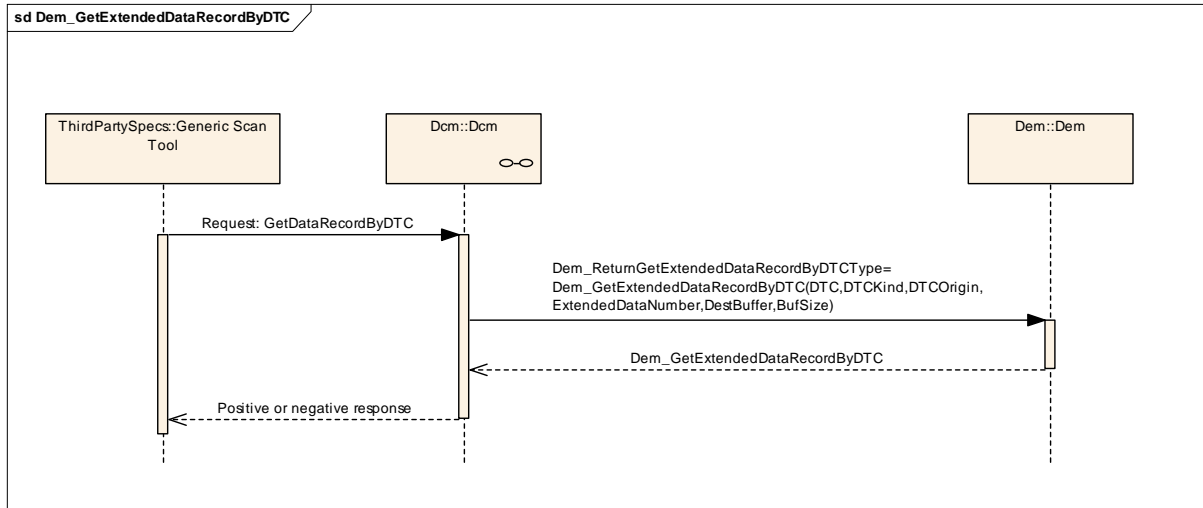 sd Dem_GetExtendedDataRecordByDTC
ThirdPartySpecs::Generic Scan
Tool
Dcm::Dcm
Dem::Dem
Request: GetDataRecordByDTC
Dem_ReturnGetExtendedDataRecordByDTCType=
Dem_GetExtendedDataRecordByDTC(DTC,DTCKind,DTCOrigin,
ExtendedDataNumber,DestBuffer,BufSize)
Dem_GetExtendedDataRecordByDTC
Positive or negative response